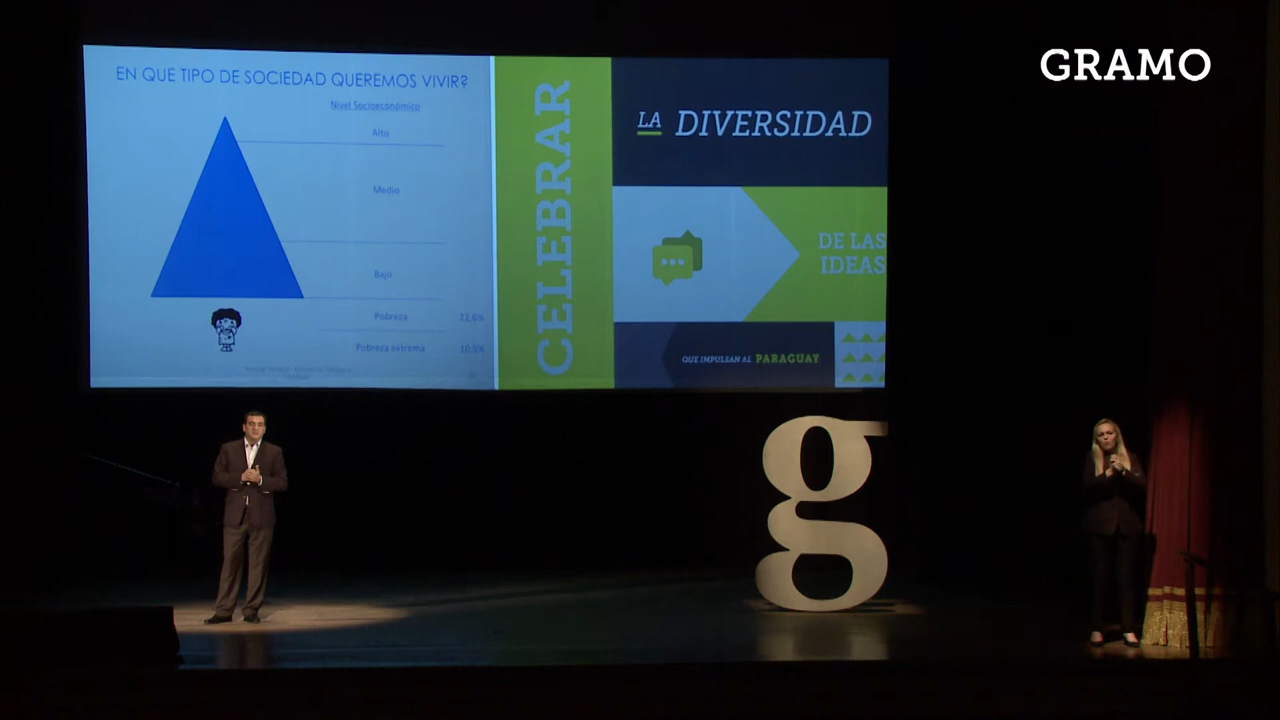 GRAMO
EN QUE TIPO DE SOCIEDAD QUEREMOS VIVIR?
Nivel Socioeconómico
Alto
Medio
Bajo
Pobreza 22,6%
Pobreza extrema 10,5%
CELEBRAR
LA DIVERSIDAD
DE LAS
IDEAS
QUE IMPULSAN AL PARAGUAY
g